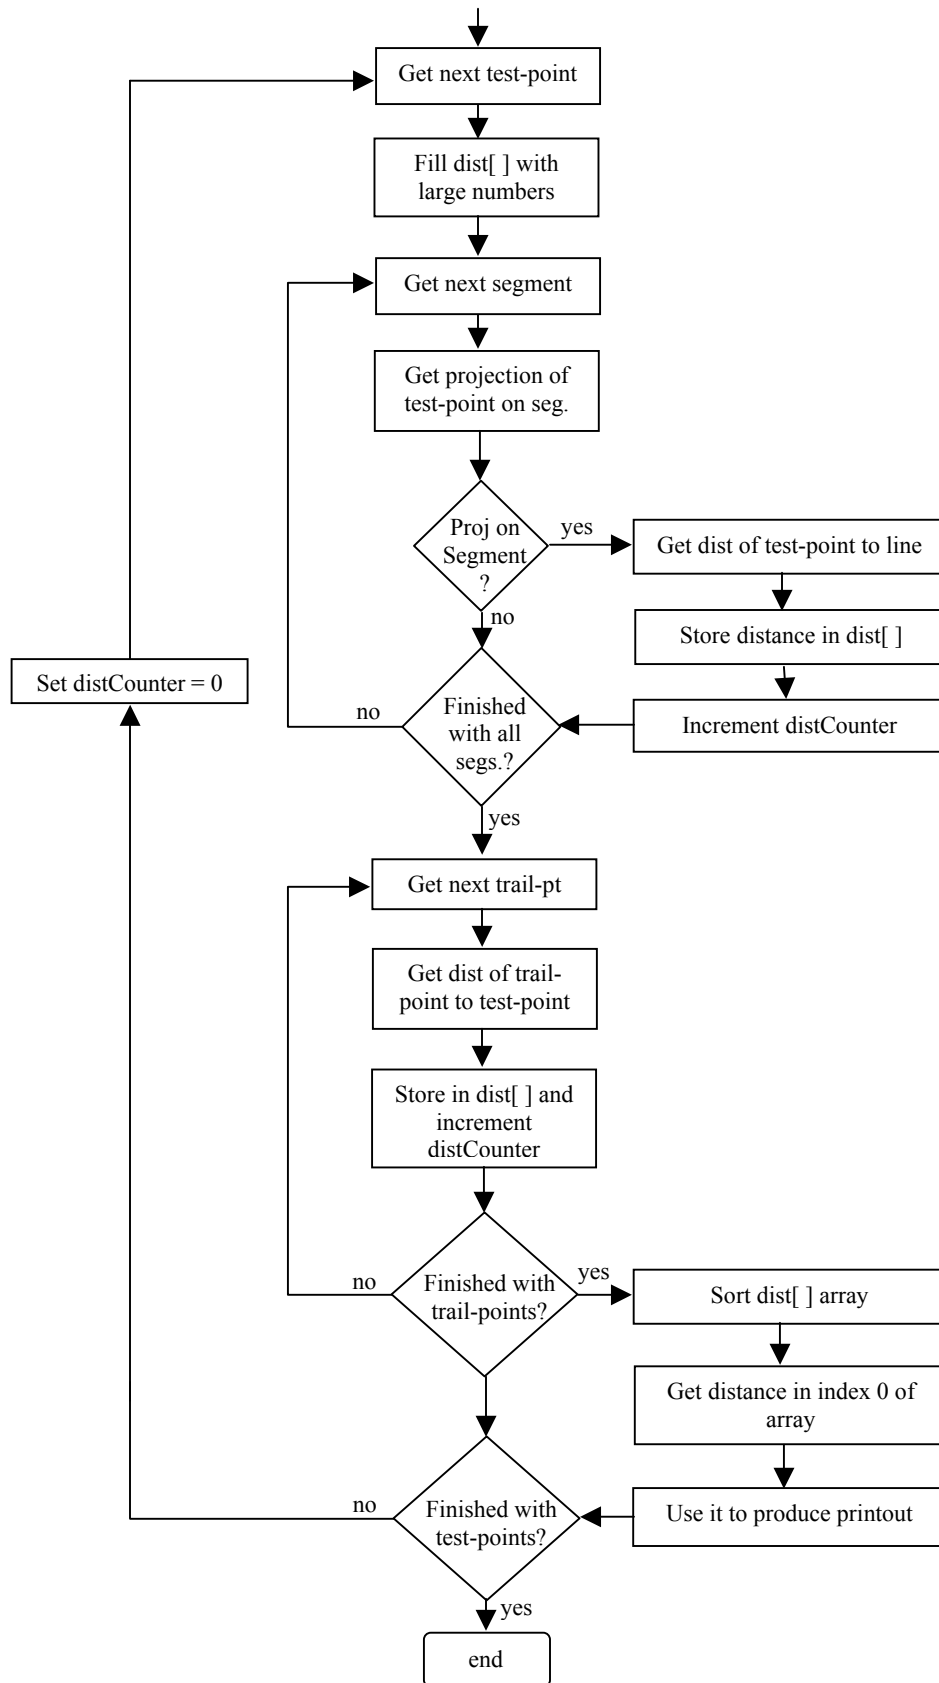 Get next test-point
Fill dist[ ] with
large numbers
Get next segment
Get projection of
test-point on seg.
Proj on
Segment
?
yes
Get dist of test-point to line
no
Store distance in dist[ ]
Set distCounter = 0
Finished
with all
segs.?
no
Increment distCounter
yes
Get next trail-pt
Get dist of trail-
point to test-point
Store in dist[ ] and
increment
distCounter
Finished with
trail-points?
no
yes
Sort dist[ ] array
Get distance in index 0 of
array
Finished with
test-points?
no
Use it to produce printout
yes
end